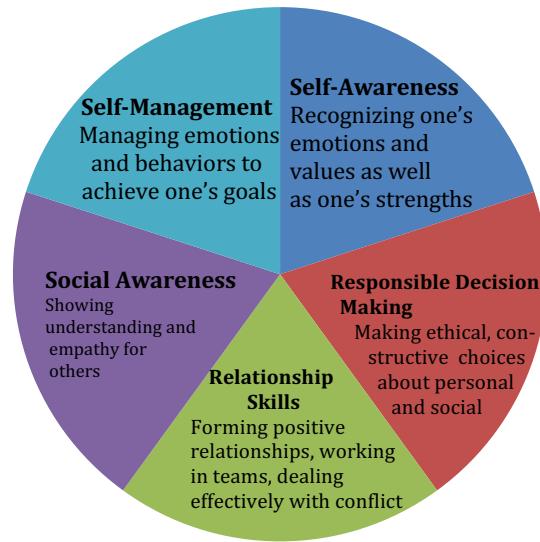 Self-Awareness
Recognizing one's
emotions and
values as well
as one's strengths
Self-Management
Managing emotions
and behaviors to
achieve one's goals
Social Awareness
Showing
understanding and
empathy for
others
Responsible Decision
Making
Making ethical, con-
structive choices
about personal
and social
Relationship
Skills
Forming positive
relationships, working
in teams, dealing
effectively with conflict